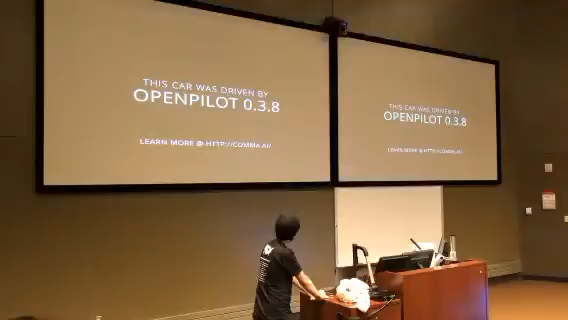 THIS CAR WAS DRIVEN BY
OPENPILOT 0.3.8
LEARN MORE @ HTTP://COMMA.AI/
THIS CAR WAS DRIVEN BY
OPENPILOT 0.3.8
LEARN MORE @ HTTP://COMMA.AI/